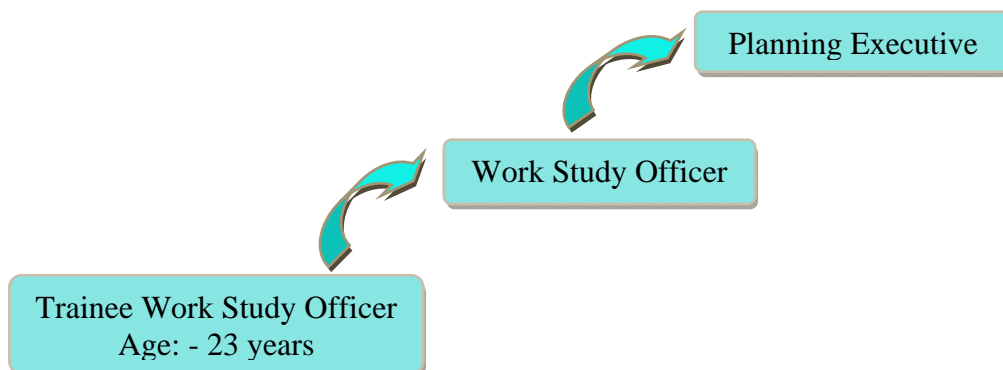 Planning Executive
Work Study Officer
Trainee Work Study Officer
Age: - 23 years